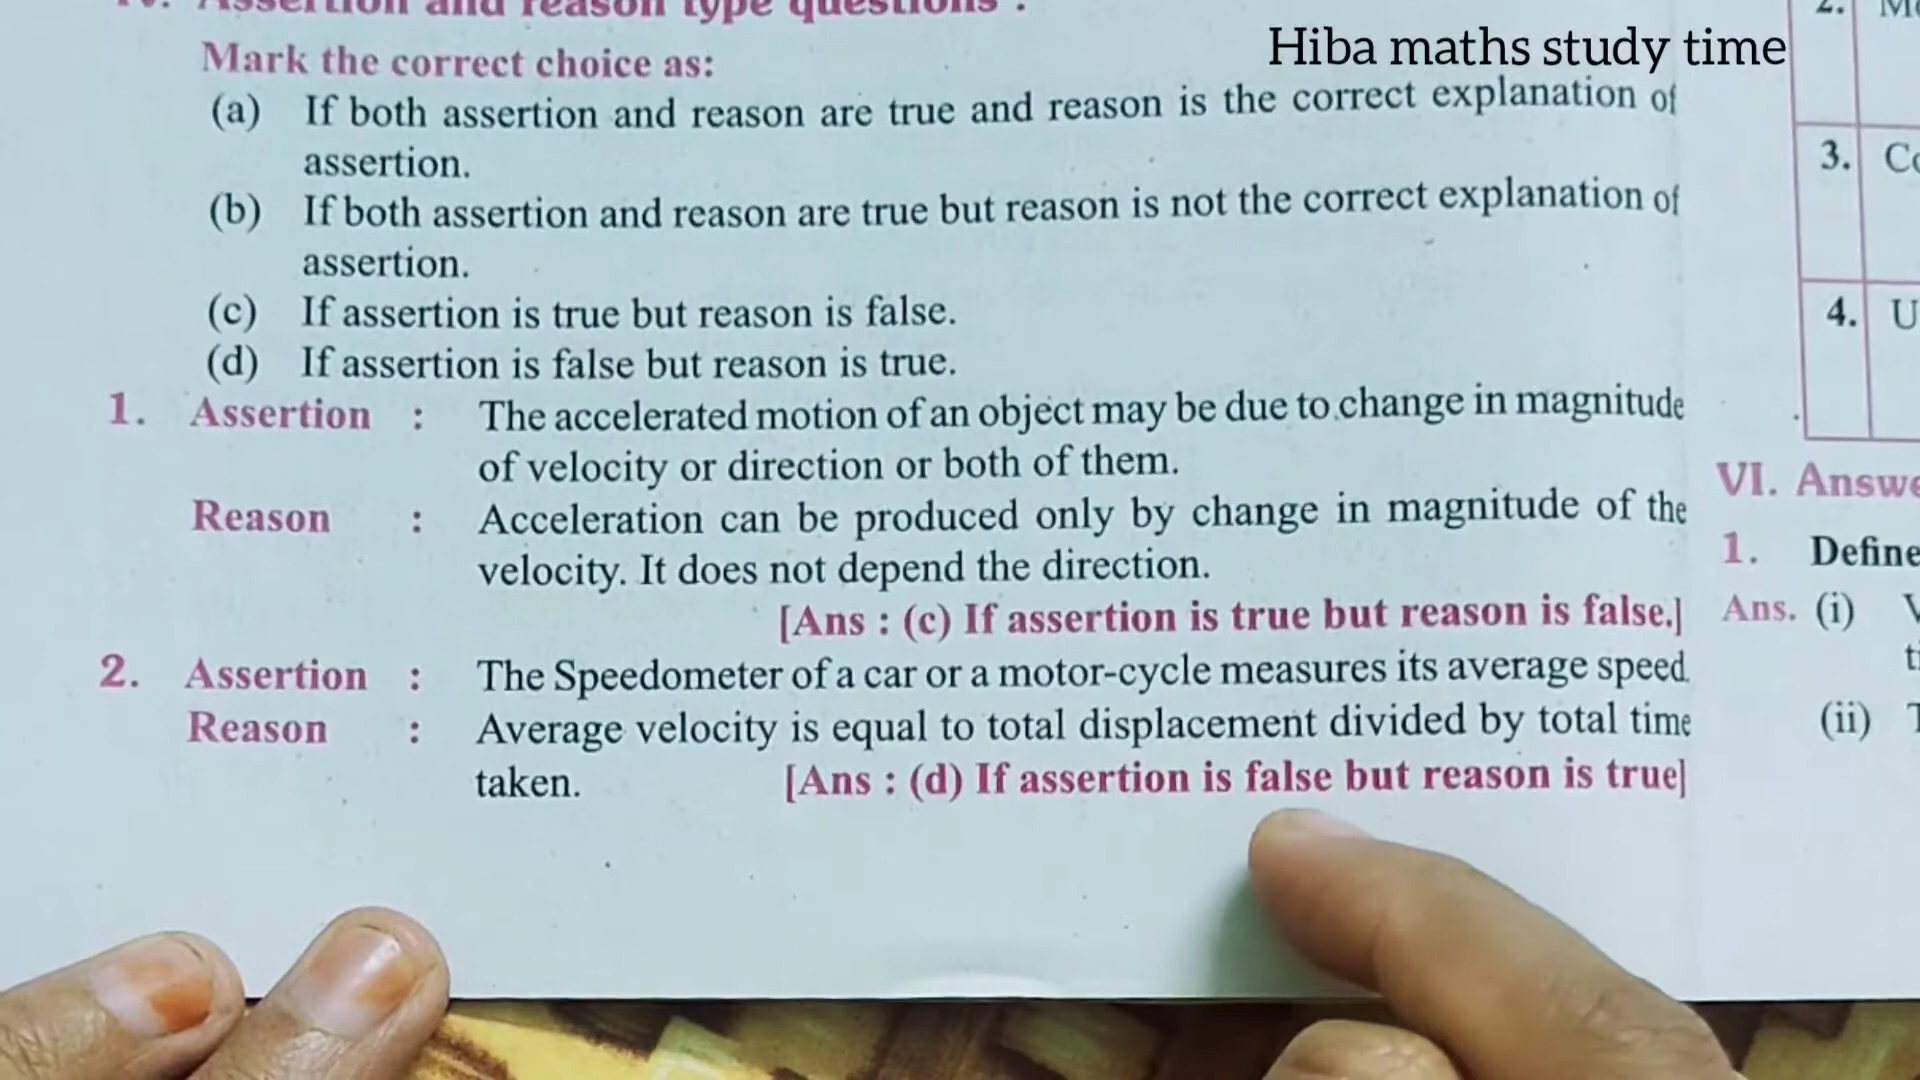 Assertion and reason type questions :
Hiba maths study time
Mark the correct choice as:
(a) If both assertion and reason are true and reason is the correct explanation of
assertion.
(b) If both assertion and reason are true but reason is not the correct explanation of
assertion.
(c) If assertion is true but reason is false.
(d) If assertion is false but reason is true.
1. Assertion : The accelerated motion of an object may be due to change in magnitude
of velocity or direction or both of them.
Reason : Acceleration can be produced only by change in magnitude of the
velocity. It does not depend the direction.
[Ans : (c) If assertion is true but reason is false.]
2. Assertion : The Speedometer of a car or a motor-cycle measures its average speed.
Reason : Average velocity is equal to total displacement divided by total time
taken. [Ans : (d) If assertion is false but reason is true]
2.
3.
4.
VI.
1. Define
Ans. (i)
(ii)